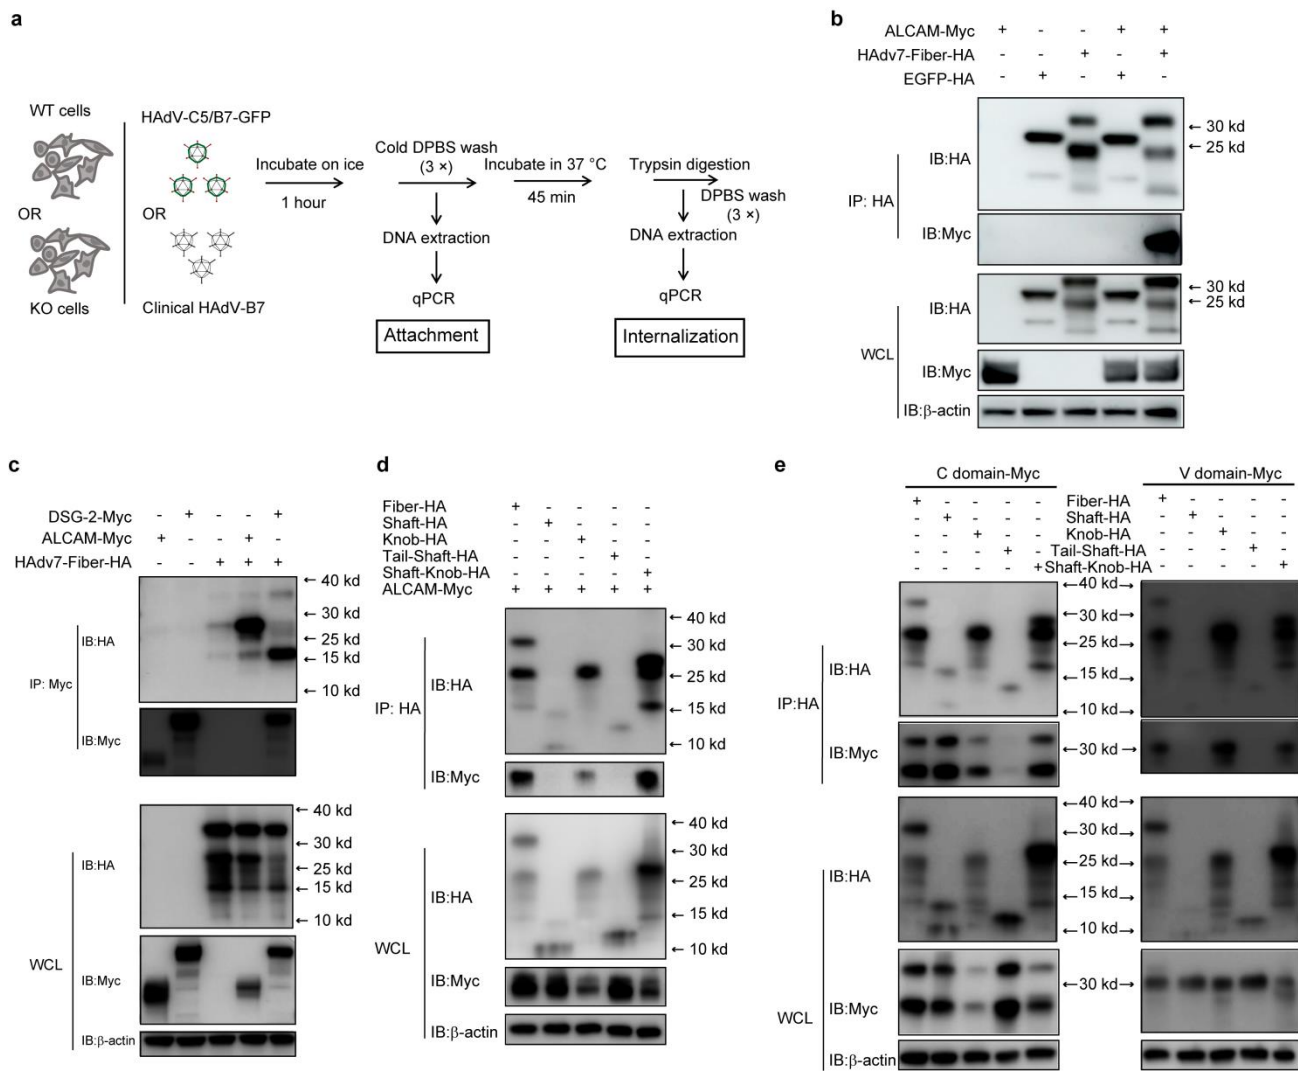 a
WT cells
OR
KO cells
HAdV-C5/B7-GFP
OR
Clinical HAdV-B7
Incubate on ice
1 hour
Cold DPBS wash
(3 ×)
DNA extraction
qPCR
Attachment
Incubate in 37 °C
45 min
Trypsin digestion
DPBS wash
(3 ×)
DNA extraction
qPCR
Internalization
b
ALCAM-Myc + - - + +
HAdv7-Fiber-HA - - + - +
EGFP-HA - + - + -
IP: HA
IB:HA
← 30 kd
← 25 kd
IB:Myc
WCL
IB:HA
← 30 kd
← 25 kd
IB:Myc
IB:β-actin
c
DSG-2-Myc - + - - +
ALCAM-Myc + - - + -
HAdv7-Fiber-HA - - + + +
IP: Myc
IB:HA
← 40 kd
← 30 kd
← 25 kd
← 15 kd
← 10 kd
IB:Myc
WCL
IB:HA
← 40 kd
← 30 kd
← 25 kd
← 15 kd
← 10 kd
IB:Myc
IB:β-actin
d
Fiber-HA + - - - -
Shaft-HA - + - - -
Knob-HA - - + - -
Tail-Shaft-HA - - - + -
Shaft-Knob-HA - - - - +
ALCAM-Myc + + + + +
IP: HA
IB:HA
← 40 kd
← 30 kd
← 25 kd
← 15 kd
← 10 kd
IB:Myc
WCL
IB:HA
← 40 kd
← 30 kd
← 25 kd
← 15 kd
← 10 kd
IB:Myc
IB:β-actin
e
C domain-Myc V domain-Myc
+ - - - - Fiber-HA + - - - -
- + - - - Shaft-HA - + - - -
- - + - - Knob-HA - - + - -
- - - + - Tail-Shaft-HA - - - + -
- - - - + Shaft-Knob-HA - - - - +
IP:HA
IB:HA
← 40 kd→
← 30 kd→
← 25 kd→
← 15 kd→
← 10 kd→
IB:Myc
← 30 kd→
WCL
IB:HA
← 40 kd→
← 30 kd→
← 25 kd→
← 15 kd→
← 10 kd→
IB:Myc
← 30 kd→
IB:β-actin